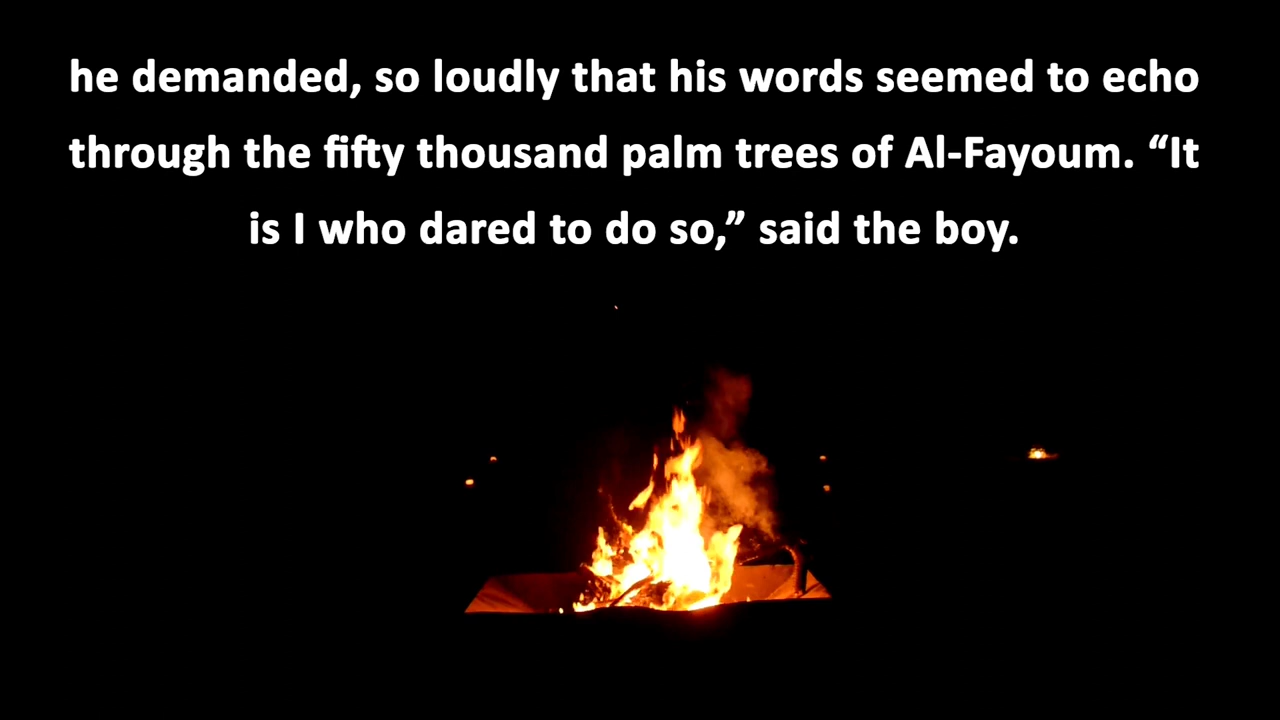 he demanded, so loudly that his words seemed to echo
through the fifty thousand palm trees of Al-Fayoum. “It
is I who dared to do so,” said the boy.